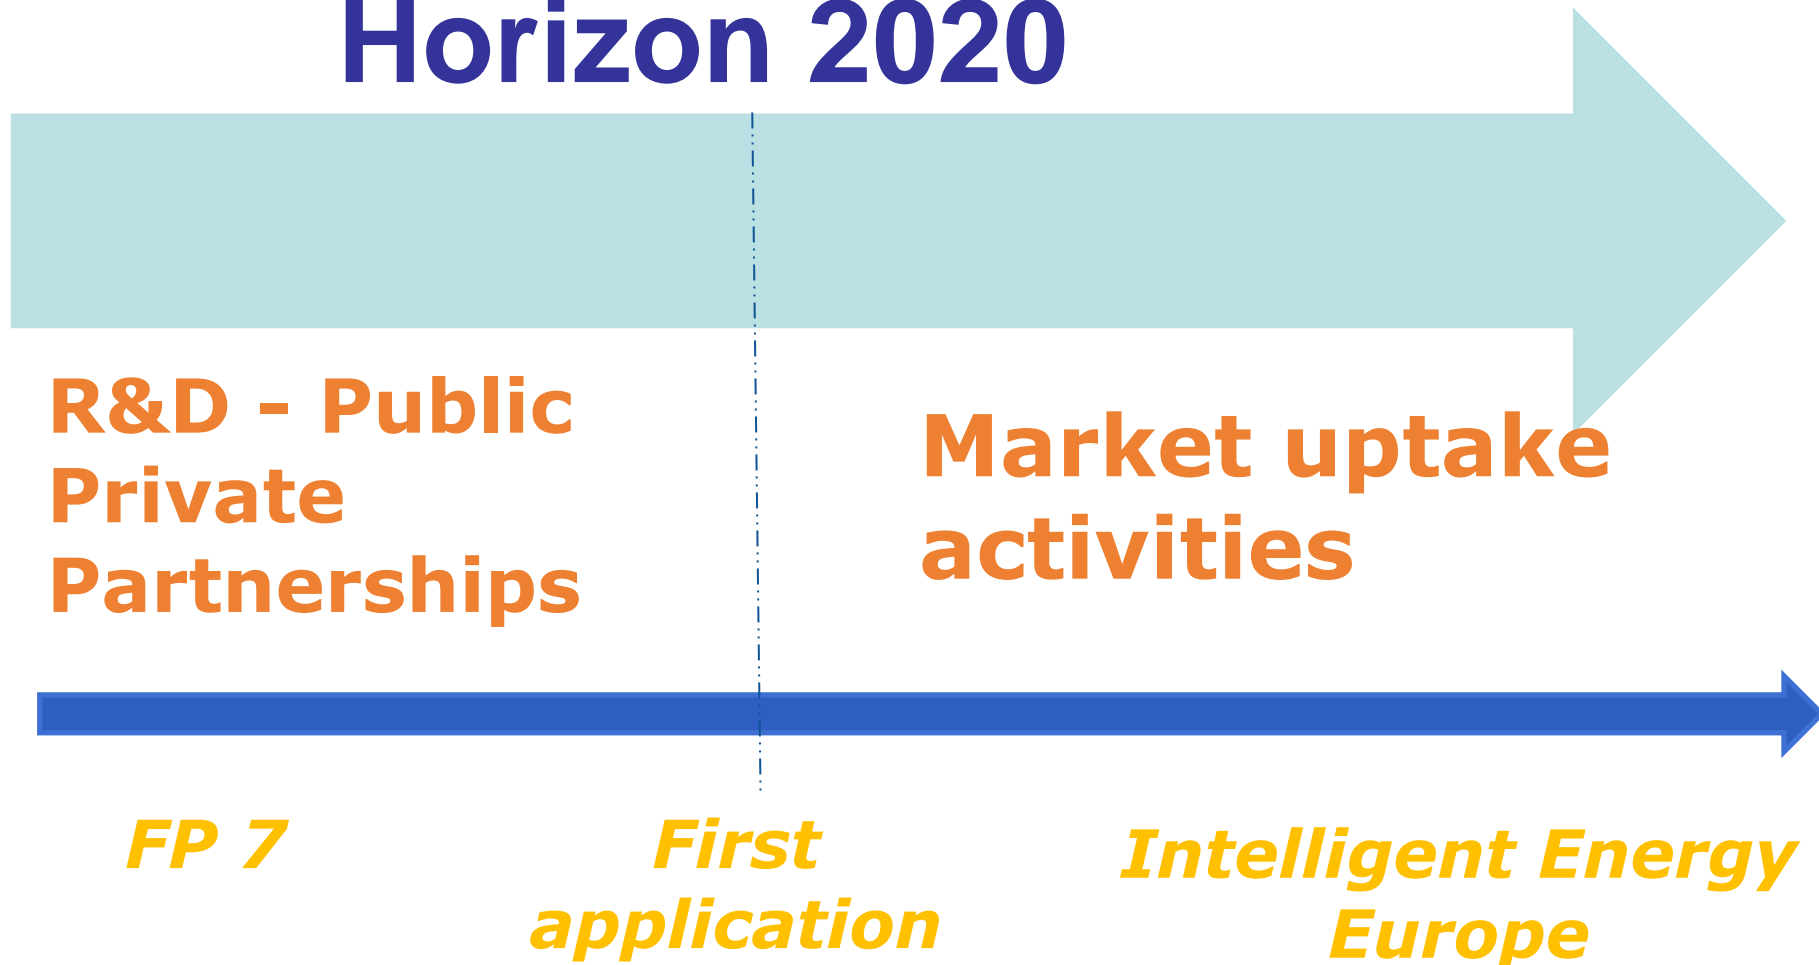 Horizon 2020
R&D - Public
Private
Partnerships
Market uptake
activities
FP 7
First
application
Intelligent Energy
Europe